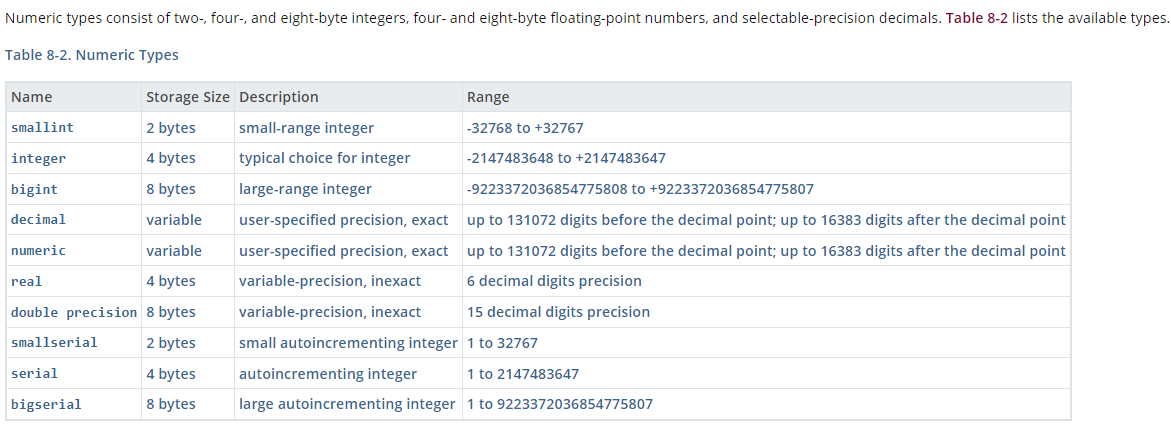 Numeric types consist of two-, four-, and eight-byte integers, four- and eight-byte floating-point numbers, and selectable-precision decimals. Table 8-2 lists the available types.
Table 8-2. Numeric Types
Name Storage Size Description Range
smallint 2 bytes small-range integer -32768 to +32767
integer 4 bytes typical choice for integer -2147483648 to +2147483647
bigint 8 bytes large-range integer -9223372036854775808 to +9223372036854775807
decimal variable user-specified precision, exact up to 131072 digits before the decimal point; up to 16383 digits after the decimal point
numeric variable user-specified precision, exact up to 131072 digits before the decimal point; up to 16383 digits after the decimal point
real 4 bytes variable-precision, inexact 6 decimal digits precision
double precision 8 bytes variable-precision, inexact 15 decimal digits precision
smallserial 2 bytes small autoincrementing integer 1 to 32767
serial 4 bytes autoincrementing integer 1 to 2147483647
bigserial 8 bytes large autoincrementing integer 1 to 9223372036854775807